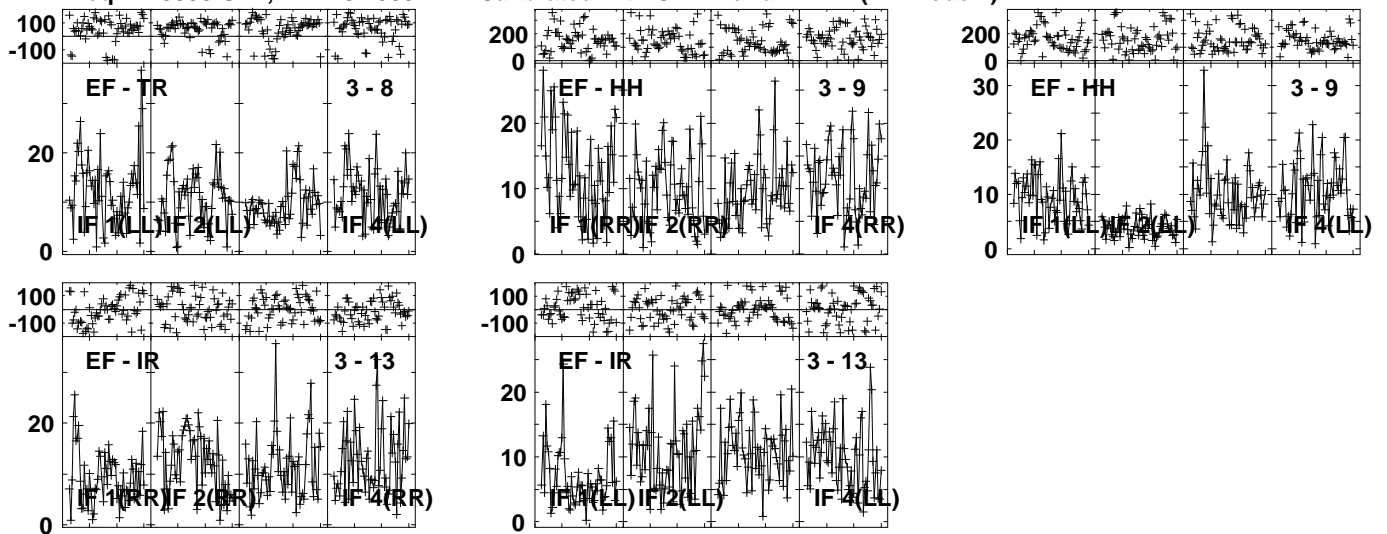 100
-100
EF - TR
3 - 8
20
0
IF 1(LL)
IF 2(LL)
IF 4(LL)
200
0
EF - HH
3 - 9
20
10
0
IF 1(RR)
IF 2(RR)
IF 4(RR)
200
0
EF - HH
3 - 9
30
20
10
0
IF 1(LL)
IF 2(LL)
IF 4(LL)
100
-100
EF - IR
3 - 13
20
0
IF 1(RR)
IF 2(RR)
IF 4(RR)
100
-100
EF - IR
3 - 13
20
10
0
IF 1(LL)
IF 2(LL)
IF 4(LL)